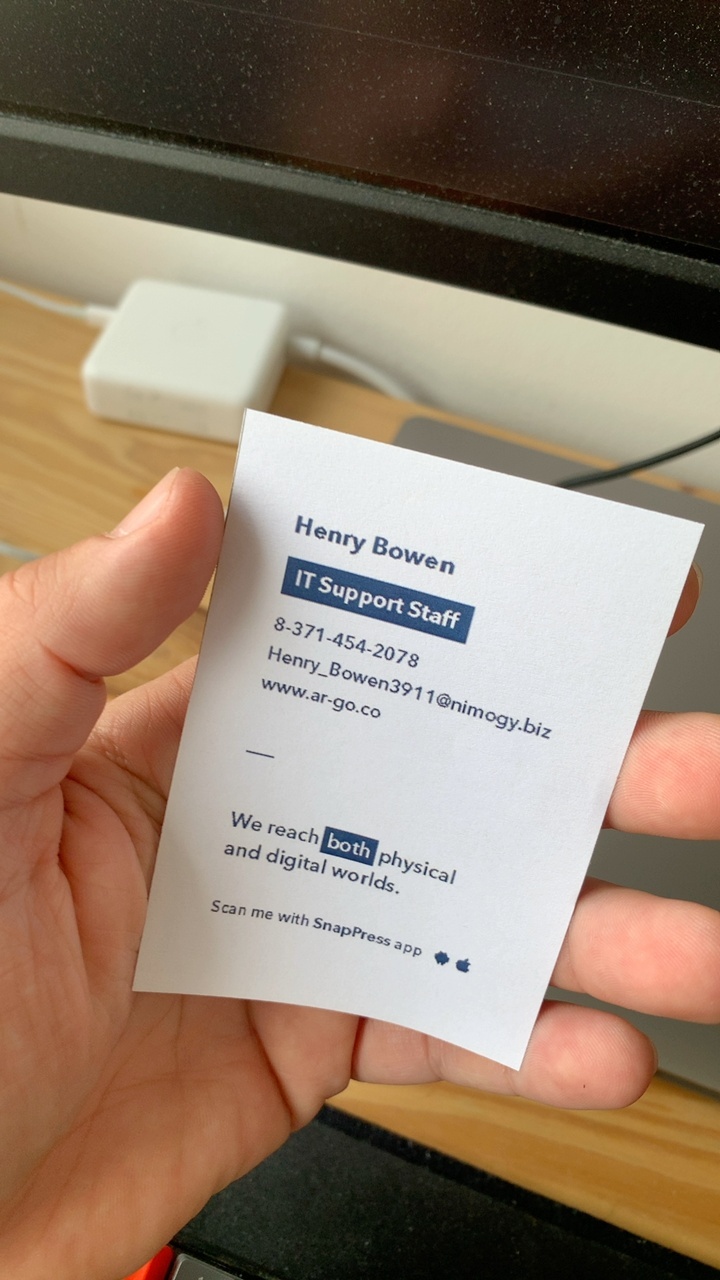 Henry Bowen
IT Support Staff
8-371-454-2078
Henry_Bowen3911@nimogy.biz
www.ar-go.co
—
We reach both physical
and digital worlds.
Scan me with SnapPress app